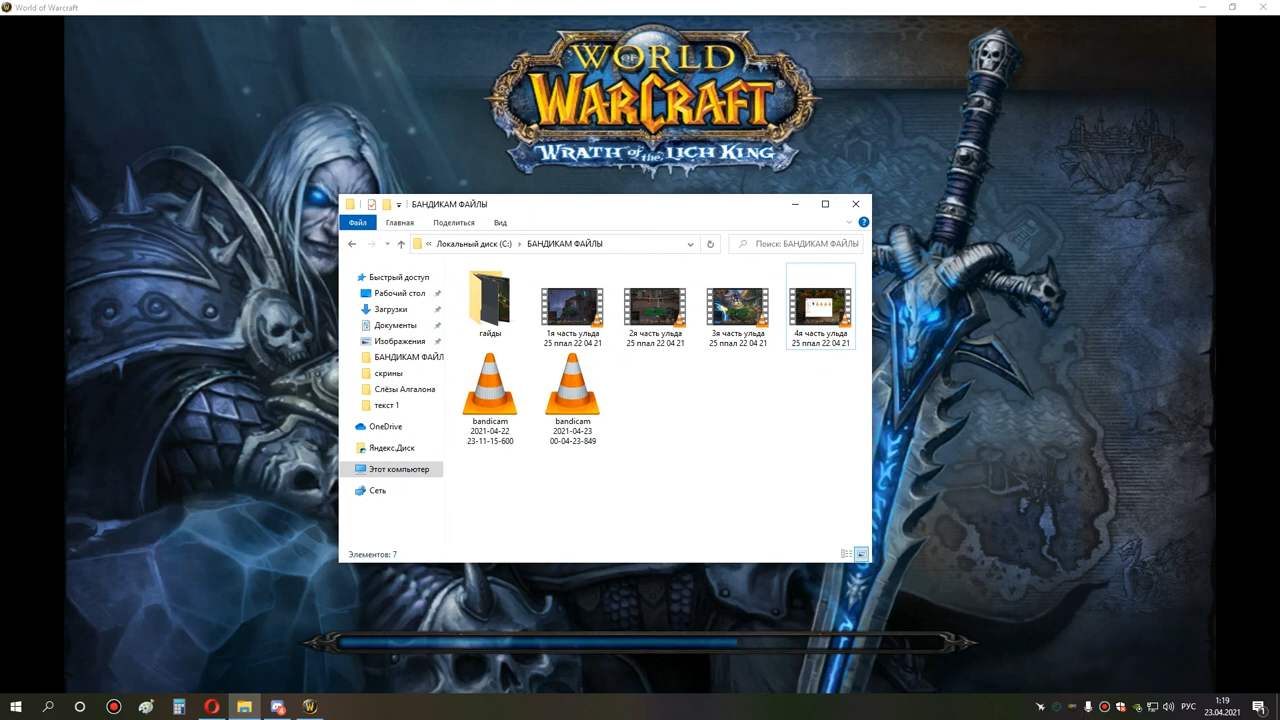 World of Warcraft
WORLD
OF
WARCRAFT
WRATH of the LICH KING
БАНДИКАМ ФАЙЛЫ
Файл Главная Поделиться Вид
« Локальный диск (C:) › БАНДИКАМ ФАЙЛЫ
Поиск: БАНДИКАМ ФАЙЛЫ
Быстрый доступ
Рабочий стол
Загрузки
Документы
Изображения
БАНДИКАМ ФАЙЛ
скрины
Слёзы Алгалона
текст 1
OneDrive
Яндекс.Диск
Этот компьютер
Сеть
гайды
1я часть ульда
25 ппал 22 04 21
2я часть ульда
25 ппал 22 04 21
3я часть ульда
25 ппал 22 04 21
4я часть ульда
25 ппал 22 04 21
bandicam
2021-04-22
23-11-15-600
bandicam
2021-04-23
00-04-23-849
Элементов: 7
РУС
1:19
23.04.2021